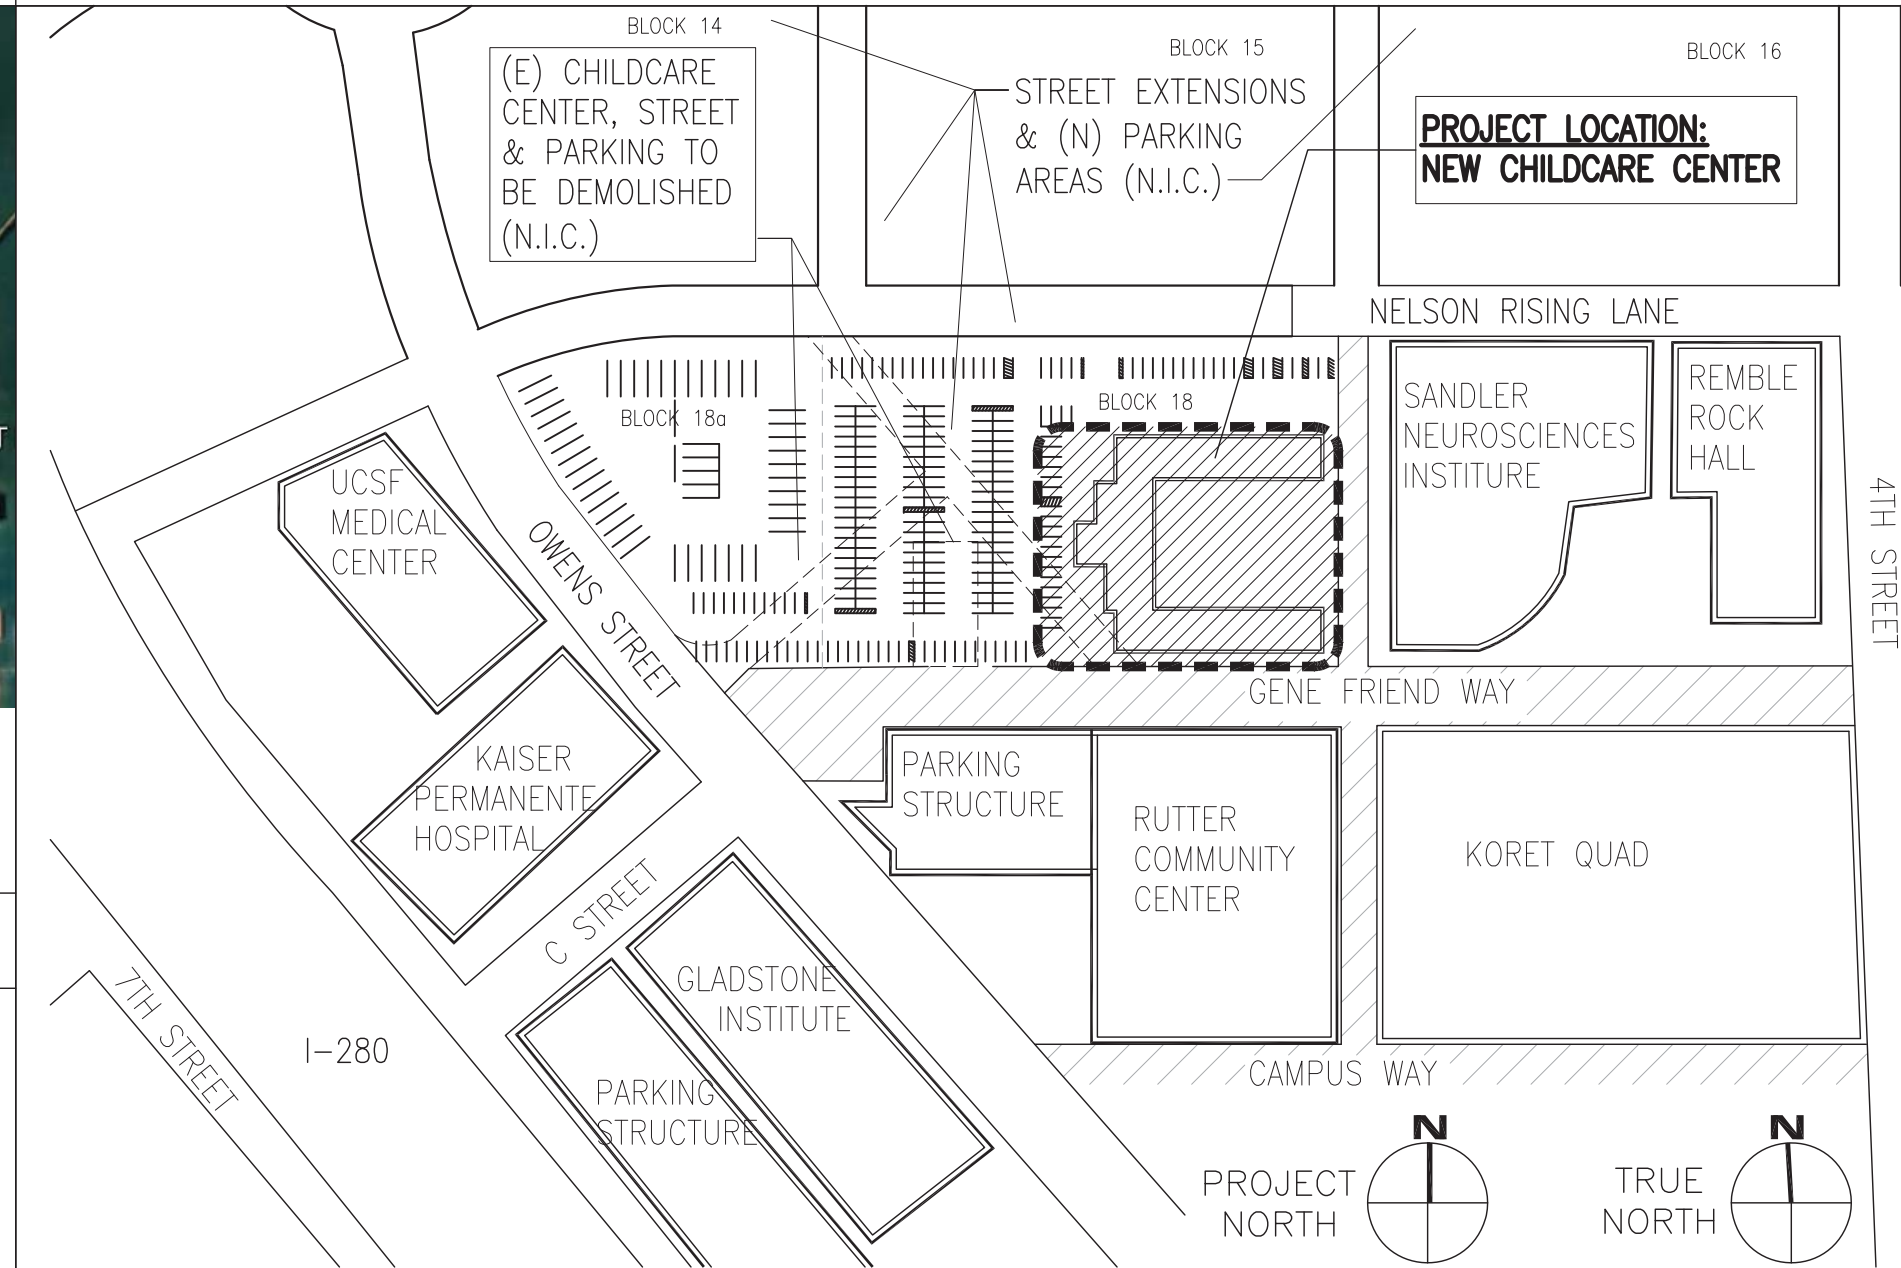 BLOCK 14
BLOCK 15
BLOCK 16
(E) CHILDCARE
CENTER, STREET
& PARKING TO
BE DEMOLISHED
(N.I.C.)
STREET EXTENSIONS
& (N) PARKING
AREAS (N.I.C.)
PROJECT LOCATION:
NEW CHILDCARE CENTER
NELSON RISING LANE
BLOCK 18a
BLOCK 18
SANDLER
NEUROSCIENCES
INSTITURE
REMBLE
ROCK
HALL
T
UCSF
MEDICAL
CENTER
OWENS STREET
4TH STREET
GENE FRIEND WAY
KAISER
PERMANENTE
HOSPITAL
PARKING
STRUCTURE
RUTTER
COMMUNITY
CENTER
KORET QUAD
C STREET
GLADSTONE
INSTITUTE
7TH STREET
I-280
PARKING
STRUCTURE
CAMPUS WAY
N
PROJECT
NORTH
N
TRUE
NORTH